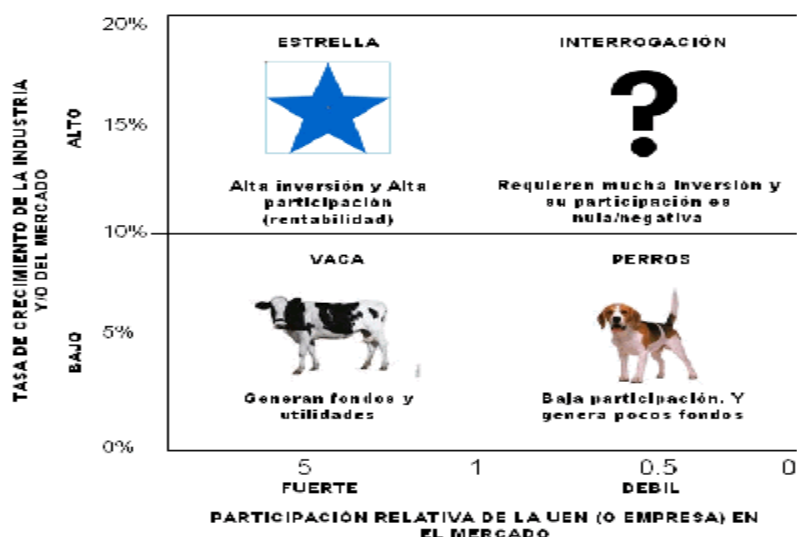 20%
ESTRELLA
INTERROGACIÓN
?
15%
ALTO
TASA DE CRECIMIENTO DE LA INDUSTRIA
Y/O DEL MERCADO
Alta inversión y Alta
participación
(rentabilidad)
Requieren mucha inversión y
su participación es
nula/negativa
10%
VACA
PERROS
5%
BAJO
Generan fondos y
utilidades
Baja participación. Y
genera pocos fondos
0%
5
1
0.5
0
FUERTE
DEBIL
PARTICIPACIÓN RELATIVA DE LA UEN (O EMPRESA) EN
EL MERCADO